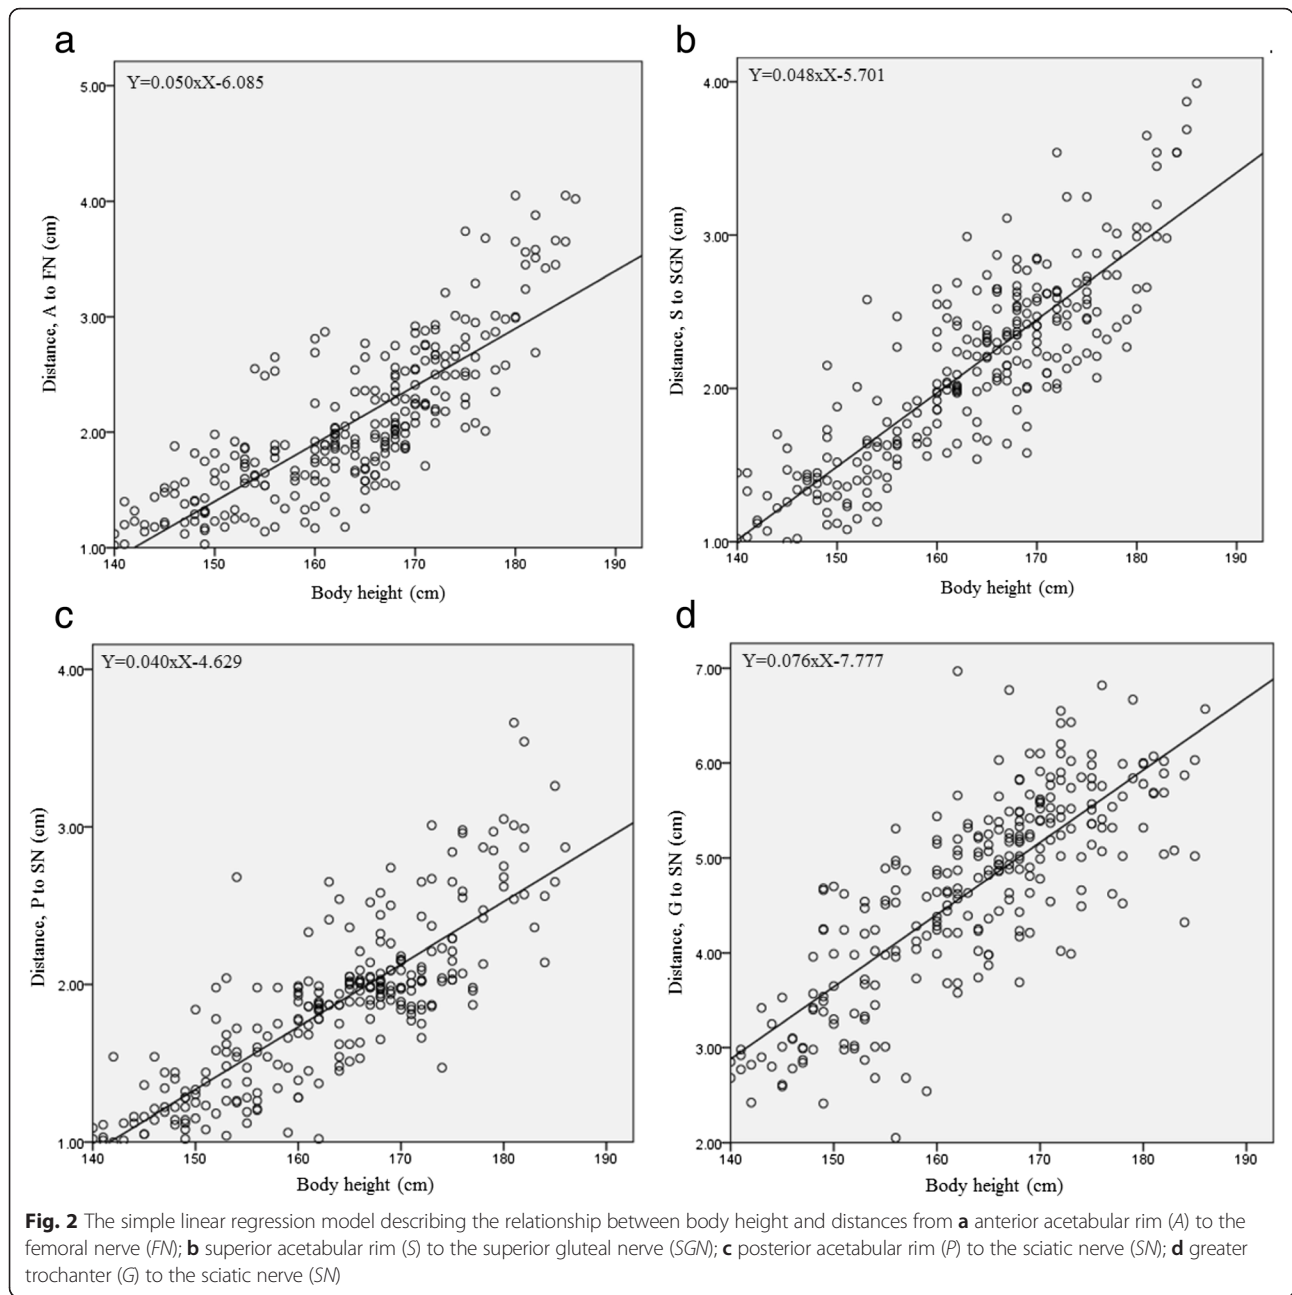 a
Y=0.050xX-6.085
5.00
4.00
3.00
2.00
1.00
Distance, A to FN (cm)
140 150 160 170 180 190
Body height (cm)
b
Y=0.048xX-5.701
4.00
3.00
2.00
1.00
Distance, S to SGN (cm)
140 150 160 170 180 190
Body height (cm)
c
Y=0.040xX-4.629
4.00
3.00
2.00
1.00
Distance, P to SN (cm)
140 150 160 170 180 190
Body height (cm)
d
Y=0.076xX-7.777
7.00
6.00
5.00
4.00
3.00
2.00
Distance, G to SN (cm)
140 150 160 170 180 190
Body height (cm)
Fig. 2 The simple linear regression model describing the relationship between body height and distances from a anterior acetabular rim (A) to the
femoral nerve (FN); b superior acetabular rim (S) to the superior gluteal nerve (SGN); c posterior acetabular rim (P) to the sciatic nerve (SN); d greater
trochanter (G) to the sciatic nerve (SN)